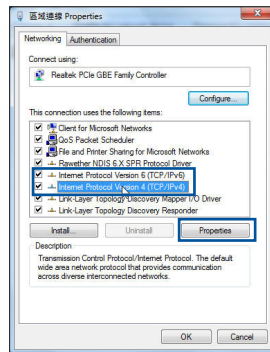 區域連線 Properties
Networking Authentication
Connect using:
Realtek PCIe GBE Family Controller
Configure...
This connection uses the following items:
Client for Microsoft Networks
QoS Packet Scheduler
File and Printer Sharing for Microsoft Networks
Rawether NDIS 6.X SPR Protocol Driver
Internet Protocol Version 6 (TCP/IPv6)
Internet Protocol Version 4 (TCP/IPv4)
Link-Layer Topology Discovery Mapper I/O Driver
Link-Layer Topology Discovery Responder
Install... Uninstall Properties
Description
Transmission Control Protocol/Internet Protocol. The default
wide area network protocol that provides communication
across diverse interconnected networks.
OK Cancel